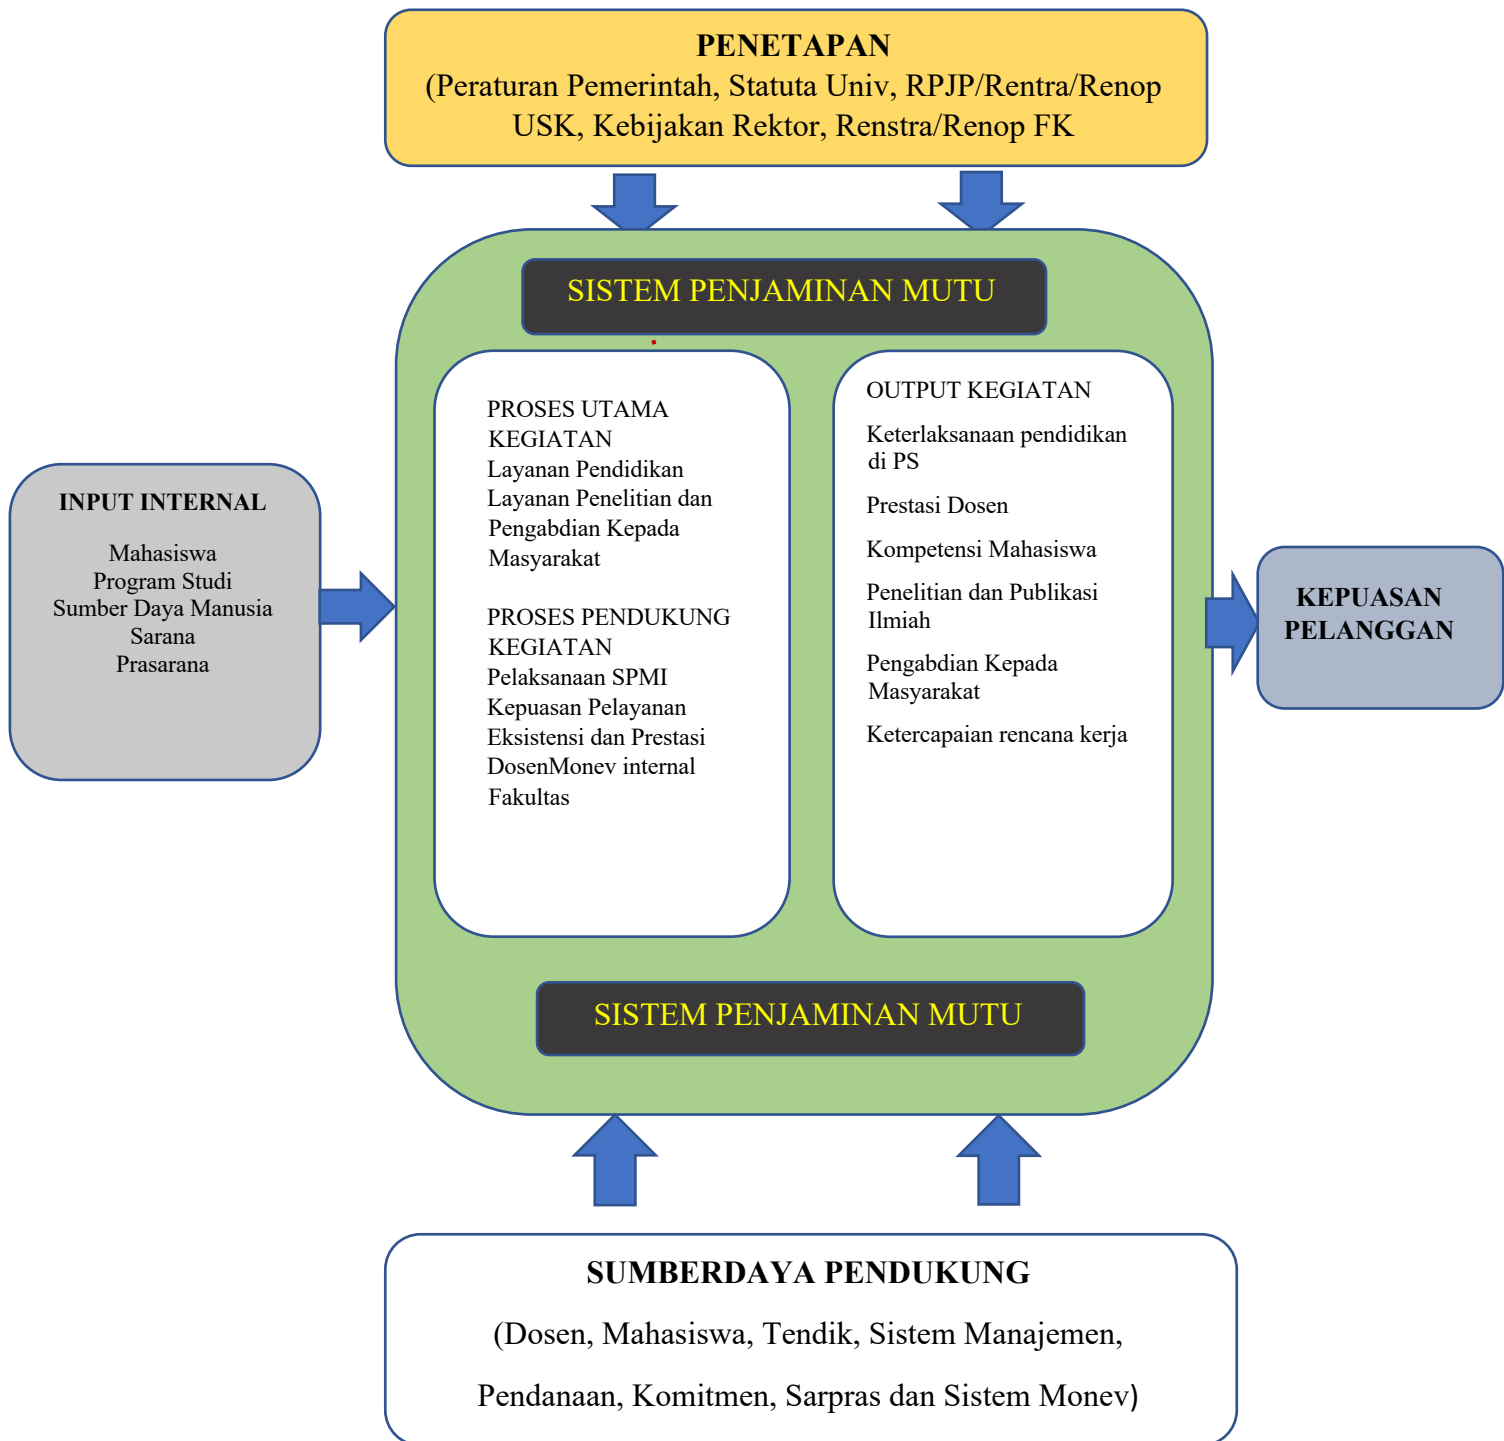 PENETAPAN
(Peraturan Pemerintah, Statuta Univ, RPJP/Rentra/Renop
USK, Kebijakan Rektor, Renstra/Renop FK
SISTEM PENJAMINAN MUTU
INPUT INTERNAL
Mahasiswa
Program Studi
Sumber Daya Manusia
Sarana
Prasarana
PROSES UTAMA
KEGIATAN
Layanan Pendidikan
Layanan Penelitian dan
Pengabdian Kepada
Masyarakat
PROSES PENDUKUNG
KEGIATAN
Pelaksanaan SPMI
Kepuasan Pelayanan
Eksistensi dan Prestasi
DosenMonev internal
Fakultas
OUTPUT KEGIATAN
Keterlaksanaan pendidikan
di PS
Prestasi Dosen
Kompetensi Mahasiswa
Penelitian dan Publikasi
Ilmiah
Pengabdian Kepada
Masyarakat
Ketercapaian rencana kerja
KEPUASAN
PELANGGAN
SISTEM PENJAMINAN MUTU
SUMBERDAYA PENDUKUNG
(Dosen, Mahasiswa, Tendik, Sistem Manajemen,
Pendanaan, Komitmen, Sarpras dan Sistem Monev)